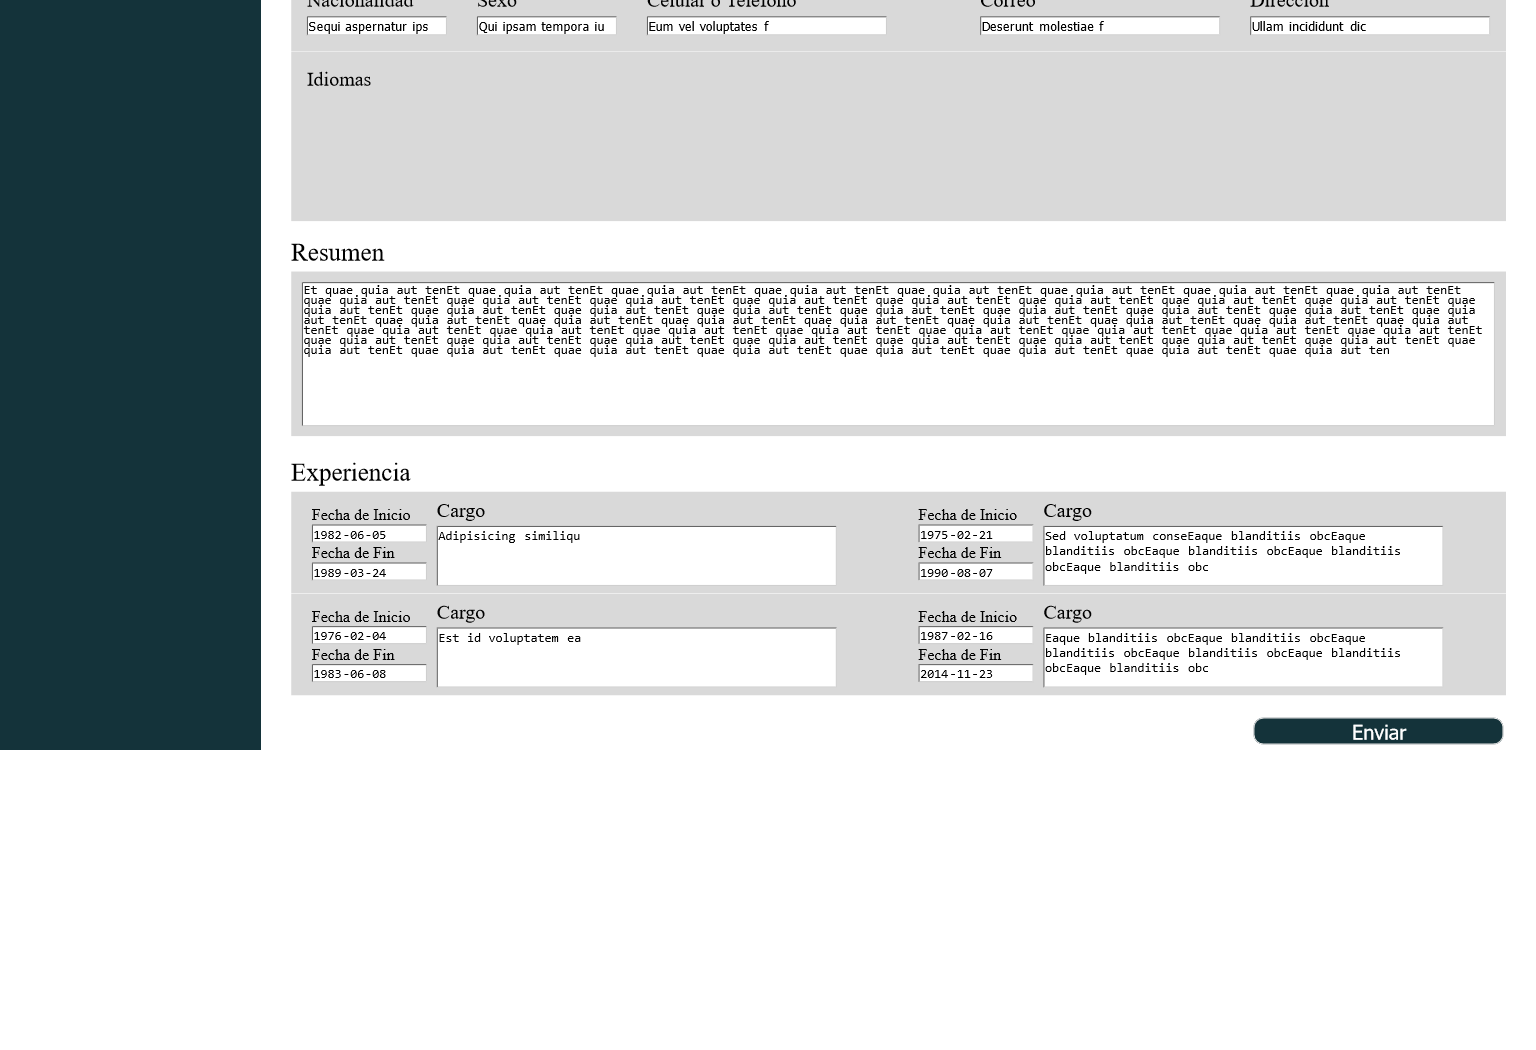 Nacionalidad Sexo Celular o Teléfono Correo Dirección
Sequi aspernatur ips Qui ipsam tempora iu Eum vel voluptates f Deserunt molestiae f Ullam incididunt dic
Idiomas
Resumen
Et quae quia aut tenEt quae quia aut tenEt quae quia aut tenEt quae quia aut tenEt quae quia aut tenEt quae quia aut tenEt quae quia aut tenEt quae quia aut tenEt
quae quia aut tenEt quae quia aut tenEt quae quia aut tenEt quae quia aut tenEt quae quia aut tenEt quae quia aut tenEt quae quia aut tenEt quae quia aut tenEt quae
quia aut tenEt quae quia aut tenEt quae quia aut tenEt quae quia aut tenEt quae quia aut tenEt quae quia aut tenEt quae quia aut tenEt quae quia aut tenEt quae quia
aut tenEt quae quia aut tenEt quae quia aut tenEt quae quia aut tenEt quae quia aut tenEt quae quia aut tenEt quae quia aut tenEt quae quia aut tenEt quae quia aut
tenEt quae quia aut tenEt quae quia aut tenEt quae quia aut tenEt quae quia aut tenEt quae quia aut tenEt quae quia aut tenEt quae quia aut tenEt quae quia aut tenEt
quae quia aut tenEt quae quia aut tenEt quae quia aut tenEt quae quia aut tenEt quae quia aut tenEt quae quia aut tenEt quae quia aut tenEt quae quia aut tenEt quae
quia aut tenEt quae quia aut tenEt quae quia aut tenEt quae quia aut tenEt quae quia aut tenEt quae quia aut tenEt quae quia aut tenEt quae quia aut ten
Experiencia
Fecha de Inicio
1982-06-05
Fecha de Fin
1989-03-24
Cargo
Adipisicing similiqu
Fecha de Inicio
1975-02-21
Fecha de Fin
1990-08-07
Cargo
Sed voluptatum conseEaque blanditiis obcEaque
blanditiis obcEaque blanditiis obcEaque blanditiis
obcEaque blanditiis obc
Fecha de Inicio
1976-02-04
Fecha de Fin
1983-06-08
Cargo
Est id voluptatem ea
Fecha de Inicio
1987-02-16
Fecha de Fin
2014-11-23
Cargo
Eaque blanditiis obcEaque blanditiis obcEaque
blanditiis obcEaque blanditiis obcEaque blanditiis
obcEaque blanditiis obc
Enviar